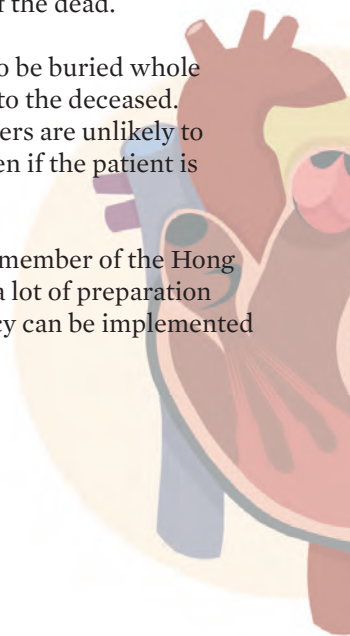 f the dead.
o be buried whole
to the deceased.
ers are unlikely to
en if the patient is
member of the Hong
a lot of preparation
cy can be implemented